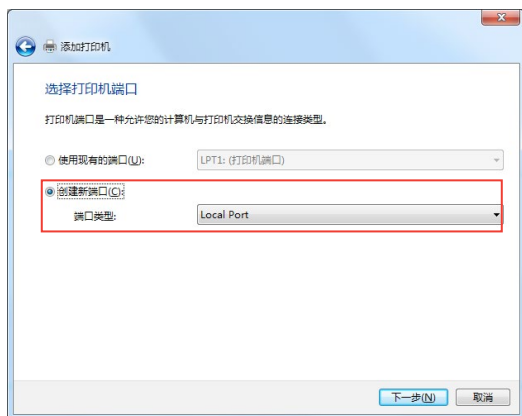 添加打印机
选择打印机端口
打印机端口是一种允许您的计算机与打印机交换信息的连接类型。
使用现有的端口(U): LPT1: (打印机端口)
创建新端口(C):
端口类型: Local Port
下一步(N) 取消